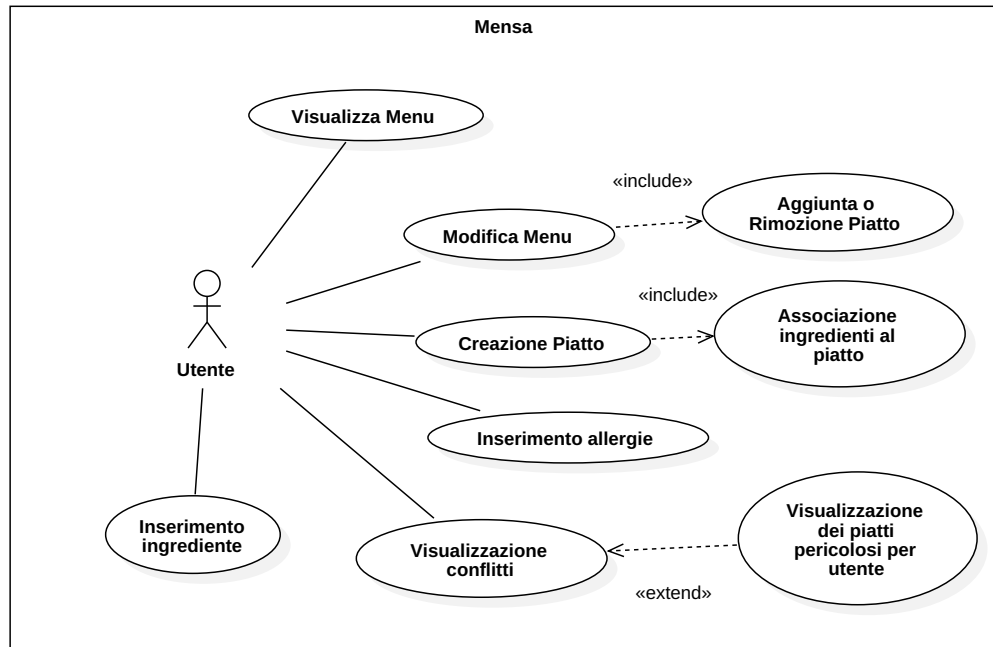 Mensa
Visualizza Menu
«include»
Aggiunta o
Rimozione Piatto
Modifica Menu
«include»
Associazione
ingredienti al
piatto
Creazione Piatto
Utente
Inserimento allergie
Inserimento
ingrediente
Visualizzazione
conflitti
Visualizzazione
dei piatti
pericolosi per
utente
«extend»